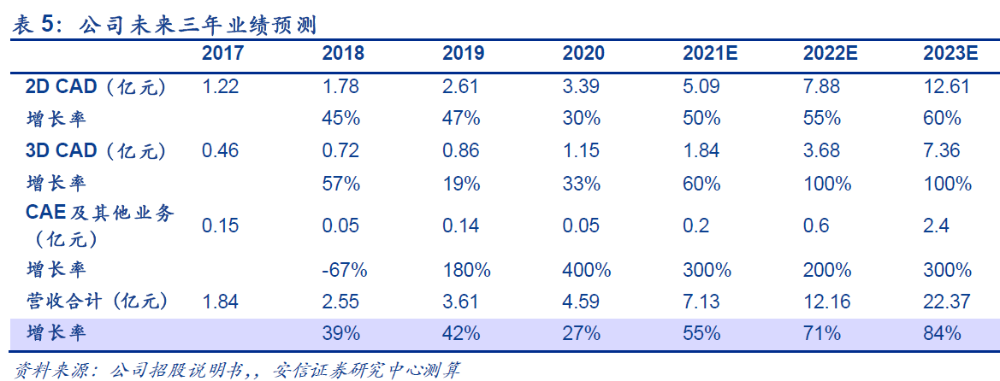 表 5：公司未来三年业绩预测
2017 2018 2019 2020 2021E 2022E 2023E
2D CAD（亿元） 1.22 1.78 2.61 3.39 5.09 7.88 12.61
增长率 45% 47% 30% 50% 55% 60%
3D CAD（亿元） 0.46 0.72 0.86 1.15 1.84 3.68 7.36
增长率 57% 19% 33% 60% 100% 100%
CAE 及其他业务
（亿元） 0.15 0.05 0.14 0.05 0.2 0.6 2.4
增长率 -67% 180% 400% 300% 200% 300%
营收合计（亿元） 1.84 2.55 3.61 4.59 7.13 12.16 22.37
增长率 39% 42% 27% 55% 71% 84%
资料来源：公司招股说明书，，安信证券研究中心测算